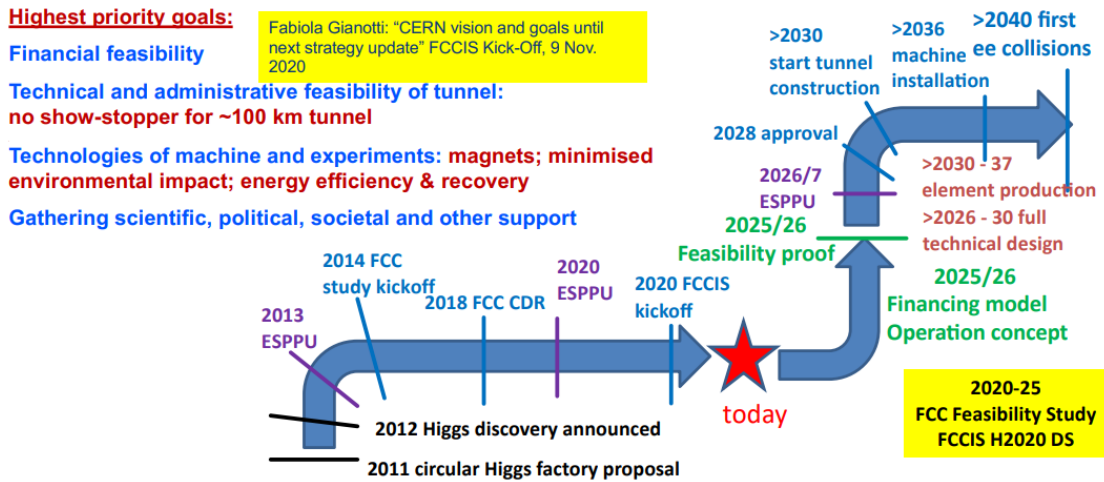 Highest priority goals:
Fabiola Gianotti: “CERN vision and goals until
next strategy update” FCCIS Kick-Off, 9 Nov.
2020
Financial feasibility
Technical and administrative feasibility of tunnel:
no show-stopper for ~100 km tunnel
Technologies of machine and experiments: magnets; minimised
environmental impact; energy efficiency & recovery
Gathering scientific, political, societal and other support
>2040 first
ee collisions
>2036
machine
installation
>2030
start tunnel
construction
2028 approval
2026/7
ESPPU
>2030 - 37
element production
>2026 - 30 full
technical design
2025/26
Feasibility proof
2025/26
Financing model
Operation concept
2013
ESPPU
2014 FCC
study kickoff
2018 FCC CDR
2020
ESPPU
2020 FCCIS
kickoff
today
2012 Higgs discovery announced
2011 circular Higgs factory proposal
2020-25
FCC Feasibility Study
FCCIS H2020 DS